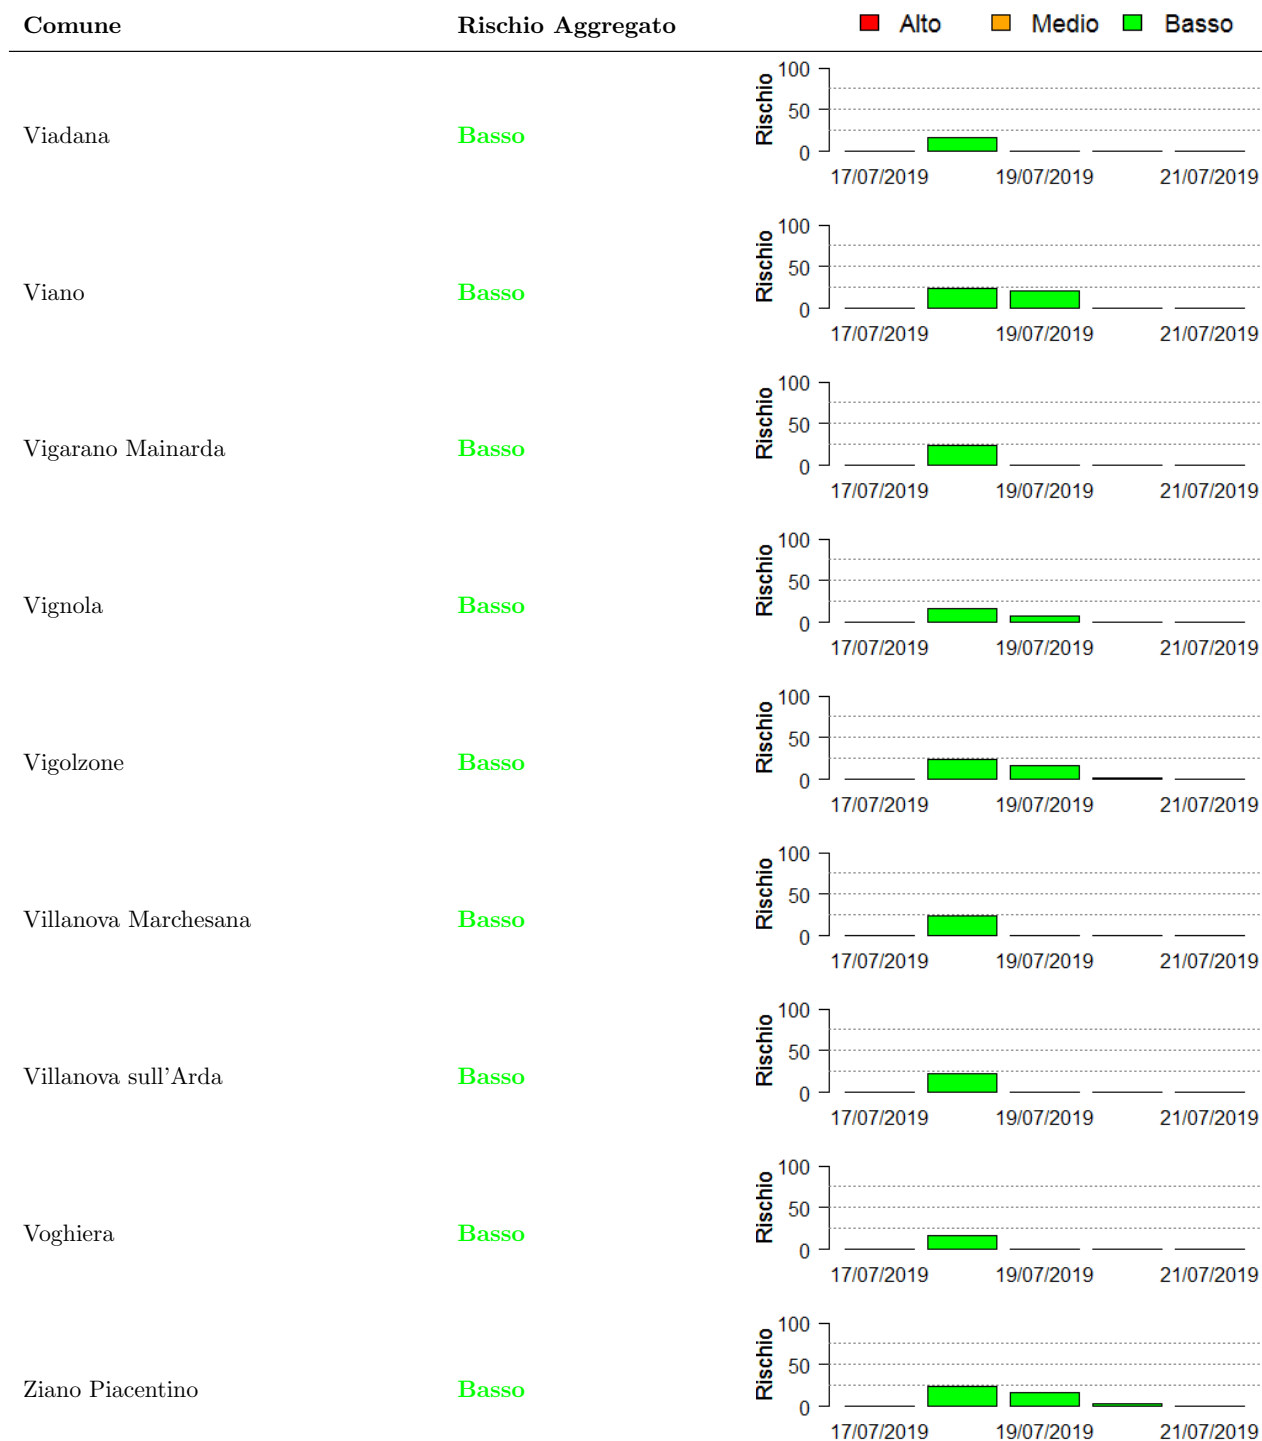 Comune Rischio Aggregato Alto Medio Basso
100
50
0
Rischio
Viadana Basso
17/07/2019 19/07/2019 21/07/2019
100
50
0
Rischio
Viano Basso
17/07/2019 19/07/2019 21/07/2019
100
50
0
Rischio
Vigarano Mainarda Basso
17/07/2019 19/07/2019 21/07/2019
100
50
0
Rischio
Vignola Basso
17/07/2019 19/07/2019 21/07/2019
100
50
0
Rischio
Vigolzone Basso
17/07/2019 19/07/2019 21/07/2019
100
50
0
Rischio
Villanova Marchesana Basso
17/07/2019 19/07/2019 21/07/2019
100
50
0
Rischio
Villanova sull'Arda Basso
17/07/2019 19/07/2019 21/07/2019
100
50
0
Rischio
Voghiera Basso
17/07/2019 19/07/2019 21/07/2019
100
50
0
Rischio
Ziano Piacentino Basso
17/07/2019 19/07/2019 21/07/2019